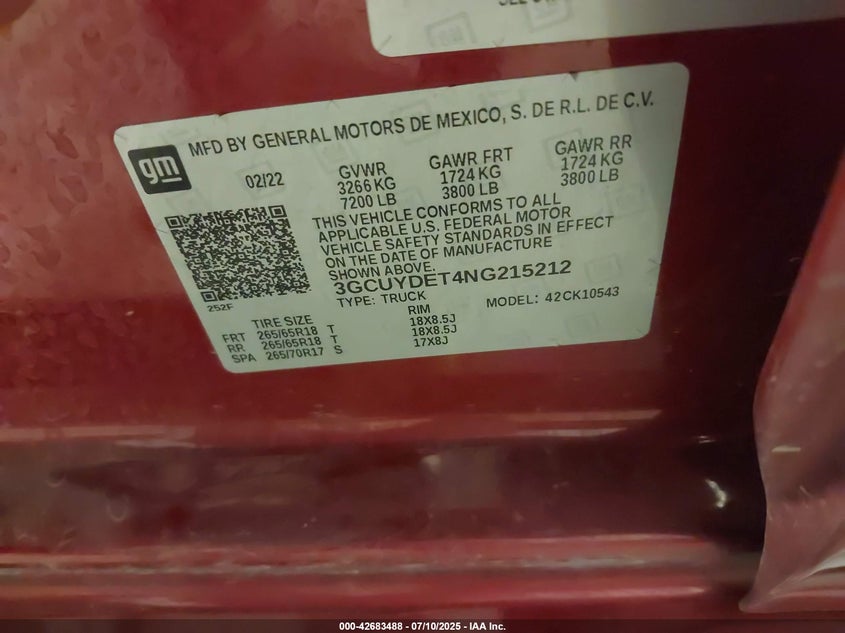 MFD BY GENERAL MOTORS DE MEXICO, S. DE R.L. DE C.V.
gm
02/22 GVWR GAWR FRT GAWR RR
3266 KG 1724 KG 1724 KG
7200 LB 3800 LB 3800 LB
THIS VEHICLE CONFORMS TO ALL
APPLICABLE U.S. FEDERAL MOTOR
VEHICLE SAFETY STANDARDS IN EFFECT
ON THE DATE OF MANUFACTURE
SHOWN ABOVE.
3GCUYDET4NG215212
252F
TYPE: TRUCK MODEL: 42CK10543
TIRE SIZE RIM
FRT 265/65R18 T 18X8.5J
RR 265/65R18 T 18X8.5J
SPA 265/70R17 S 17X8J
000-42683488 - 07/10/2025 - IAA Inc.